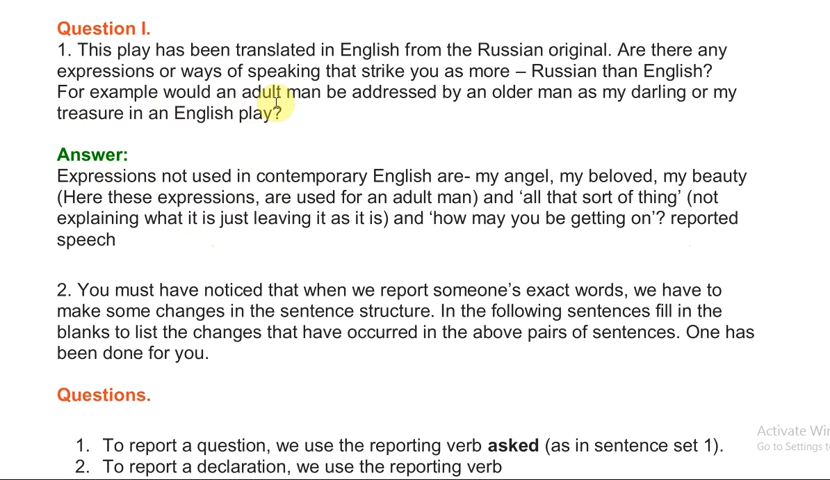 Question I.
1. This play has been translated in English from the Russian original. Are there any
expressions or ways of speaking that strike you as more – Russian than English?
For example would an adult man be addressed by an older man as my darling or my
treasure in an English play?
Answer:
Expressions not used in contemporary English are- my angel, my beloved, my beauty
(Here these expressions, are used for an adult man) and ‘all that sort of thing’ (not
explaining what it is just leaving it as it is) and ‘how may you be getting on’? reported
speech
2. You must have noticed that when we report someone’s exact words, we have to
make some changes in the sentence structure. In the following sentences fill in the
blanks to list the changes that have occurred in the above pairs of sentences. One has
been done for you.
Questions.
1. To report a question, we use the reporting verb asked (as in sentence set 1).
2. To report a declaration, we use the reporting verb
Activate Win
Go to Settings t